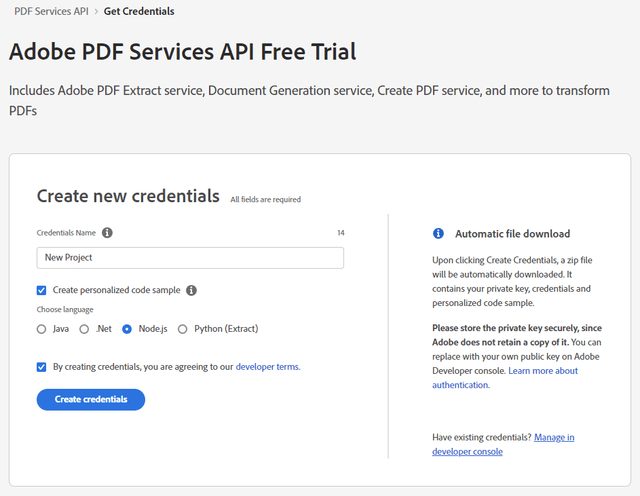 PDF Services API › Get Credentials
Adobe PDF Services API Free Trial
Includes Adobe PDF Extract service, Document Generation service, Create PDF service, and more to transform
PDFs
Create new credentials All fields are required
Credentials Name 14
New Project
Create personalized code sample
Choose language
Java .Net Node.js Python (Extract)
By creating credentials, you are agreeing to our developer terms.
Create credentials
Automatic file download
Upon clicking Create Credentials, a zip file
will be automatically downloaded. It
contains your private key, credentials and
personalized code sample.
Please store the private key securely, since
Adobe does not retain a copy of it. You can
replace with your own public key on Adobe
Developer console. Learn more about
authentication.
Have existing credentials? Manage in
developer console